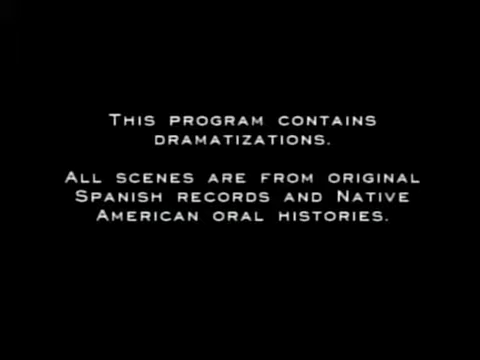 This program contains
dramatizations.
All scenes are from original
Spanish records and Native
American oral histories.